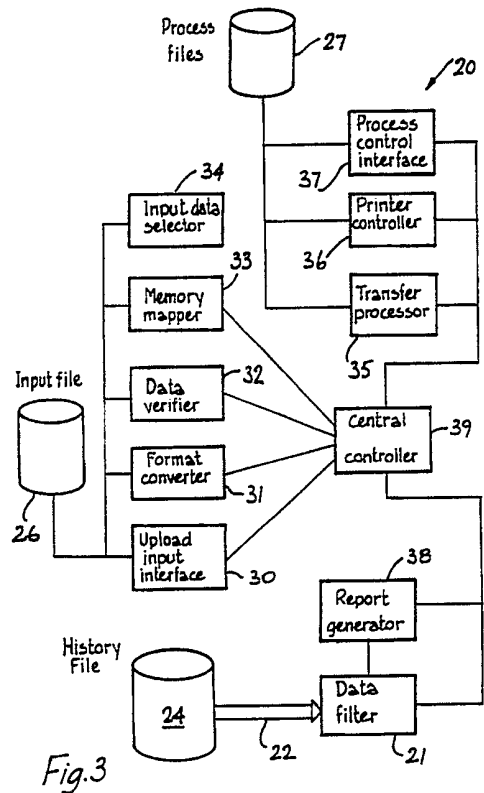 Process
files
27
20
Process
control
interface
37
34
Input data
selector
Printer
controller
36
33
Memory
mapper
Transfer
processor
35
32
Data
verifier
Input file
26
Central
controller
39
Format
converter
31
Upload
input
interface
30
38
Report
generator
History
File
24
22
Data
filter
21
Fig.3